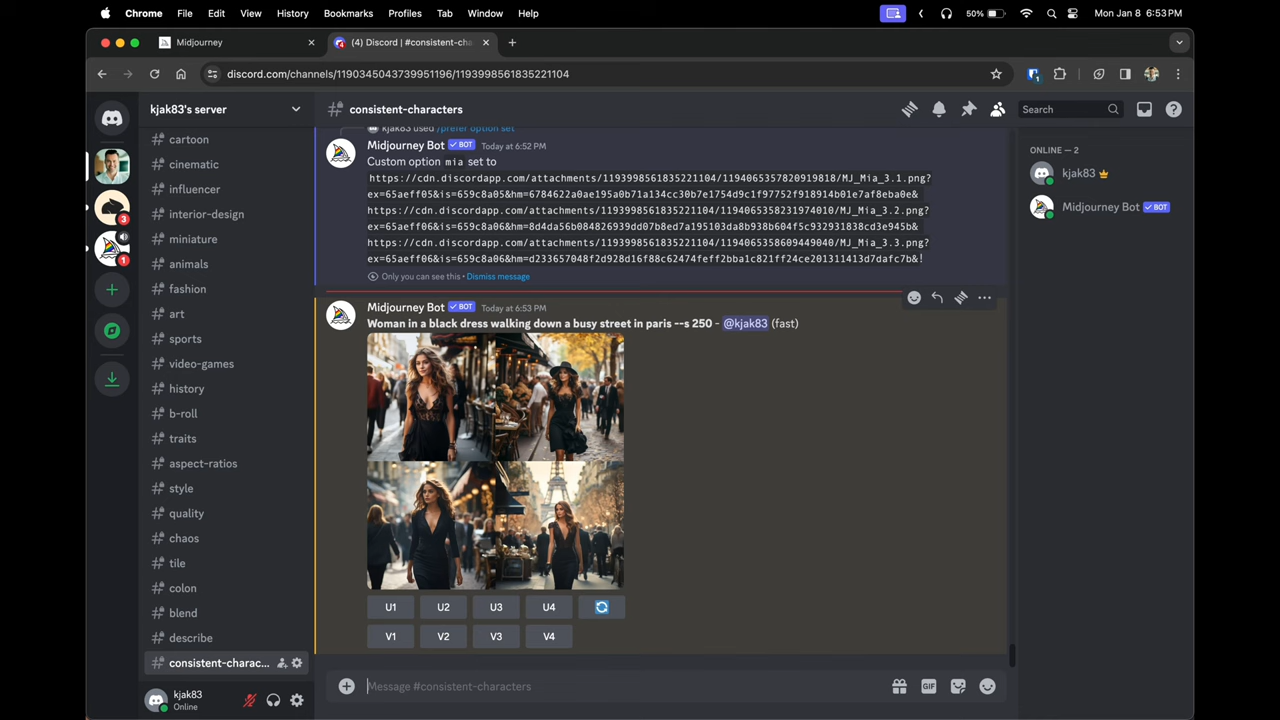 Chrome File Edit View History Bookmarks Profiles Tab Window Help 50% Mon Jan 8 6:53 PM
Midjourney
(4) Discord | #consistent-cha
discord.com/channels/1190345043739951196/1193998561835221104
kjak83's server
cartoon
cinematic
influencer
interior-design
miniature
animals
fashion
art
sports
video-games
history
b-roll
traits
aspect-ratios
style
quality
chaos
tile
colon
blend
describe
consistent-charac...
kjak83
Online
3
1
consistent-characters
Search
kjak83 used /prefer option set
Midjourney Bot ✓ BOT Today at 6:52 PM
Custom option mia set to
https://cdn.discordapp.com/attachments/1193998561835221104/1194065357820919818/MJ_Mia_3.1.png?
ex=65aeff05&is=659c8a05&hm=6784622a0ae195a0b71a134cc30b7e1754d9c1f97752f918914b01e7af8eba0e&
https://cdn.discordapp.com/attachments/1193998561835221104/1194065358231974010/MJ_Mia_3.2.png?
ex=65aeff06&is=659c8a06&hm=8d4da56b084826939dd07b8ed7a195103da8b938b604f5c932931838cd3e945b&
https://cdn.discordapp.com/attachments/1193998561835221104/1194065358609449040/MJ_Mia_3.3.png?
ex=65aeff06&is=659c8a06&hm=d233657048f2d928d16f88c62474feff2bba1c821ff24ce201311413d7dafc7b&!
Only you can see this • Dismiss message
Midjourney Bot ✓ BOT Today at 6:53 PM
Woman in a black dress walking down a busy street in paris --s 250 - @kjak83 (fast)
U1 U2 U3 U4
V1 V2 V3 V4
Message #consistent-characters
GIF
ONLINE — 2
kjak83
Midjourney Bot ✓ BOT